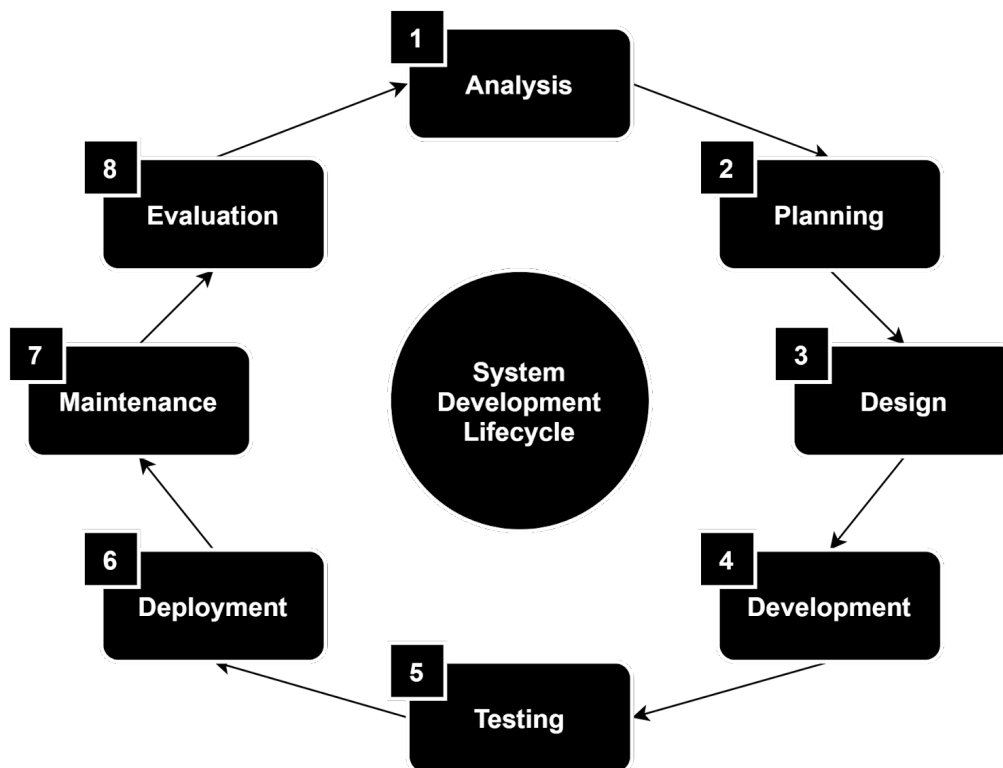 1
Analysis
2
Planning
3
Design
4
Development
5
Testing
6
Deployment
7
Maintenance
8
Evaluation
System
Development
Lifecycle